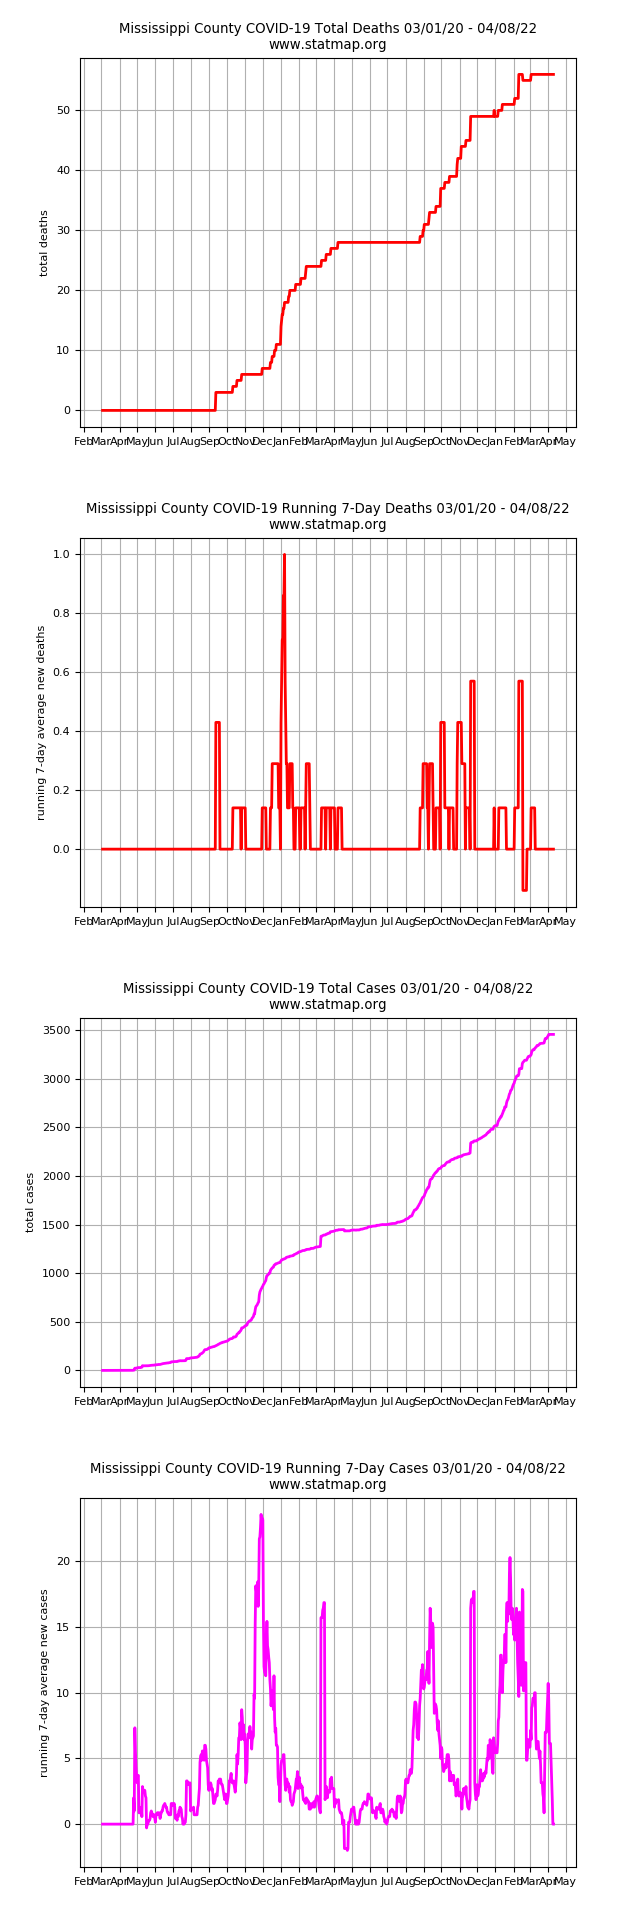 Mississippi County COVID-19 Total Deaths 03/01/20 - 04/08/22
www.statmap.org
total deaths
50
40
30
20
10
0
Feb Mar Apr May Jun Jul Aug Sep Oct Nov Dec Jan Feb Mar Apr May Jun Jul Aug Sep Oct Nov Dec Jan Feb Mar Apr May
Mississippi County COVID-19 Running 7-Day Deaths 03/01/20 - 04/08/22
www.statmap.org
running 7-day average new deaths
1.0
0.8
0.6
0.4
0.2
0.0
Feb Mar Apr May Jun Jul Aug Sep Oct Nov Dec Jan Feb Mar Apr May Jun Jul Aug Sep Oct Nov Dec Jan Feb Mar Apr May
Mississippi County COVID-19 Total Cases 03/01/20 - 04/08/22
www.statmap.org
total cases
3500
3000
2500
2000
1500
1000
500
0
Feb Mar Apr May Jun Jul Aug Sep Oct Nov Dec Jan Feb Mar Apr May Jun Jul Aug Sep Oct Nov Dec Jan Feb Mar Apr May
Mississippi County COVID-19 Running 7-Day Cases 03/01/20 - 04/08/22
www.statmap.org
running 7-day average new cases
20
15
10
5
0
Feb Mar Apr May Jun Jul Aug Sep Oct Nov Dec Jan Feb Mar Apr May Jun Jul Aug Sep Oct Nov Dec Jan Feb Mar Apr May